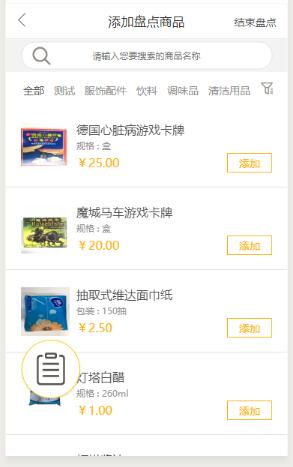 添加盘点商品
结束盘点
请输入您要搜索的商品名称
全部 测试 服饰配件 饮料 调味品 清洁用品
德国心脏病游戏卡牌
规格：盒
￥25.00
添加
魔城马车游戏卡牌
规格：盒
￥20.00
添加
抽取式维达面巾纸
包装：150抽
￥2.50
添加
灯塔白醋
规格：260ml
￥1.00
添加